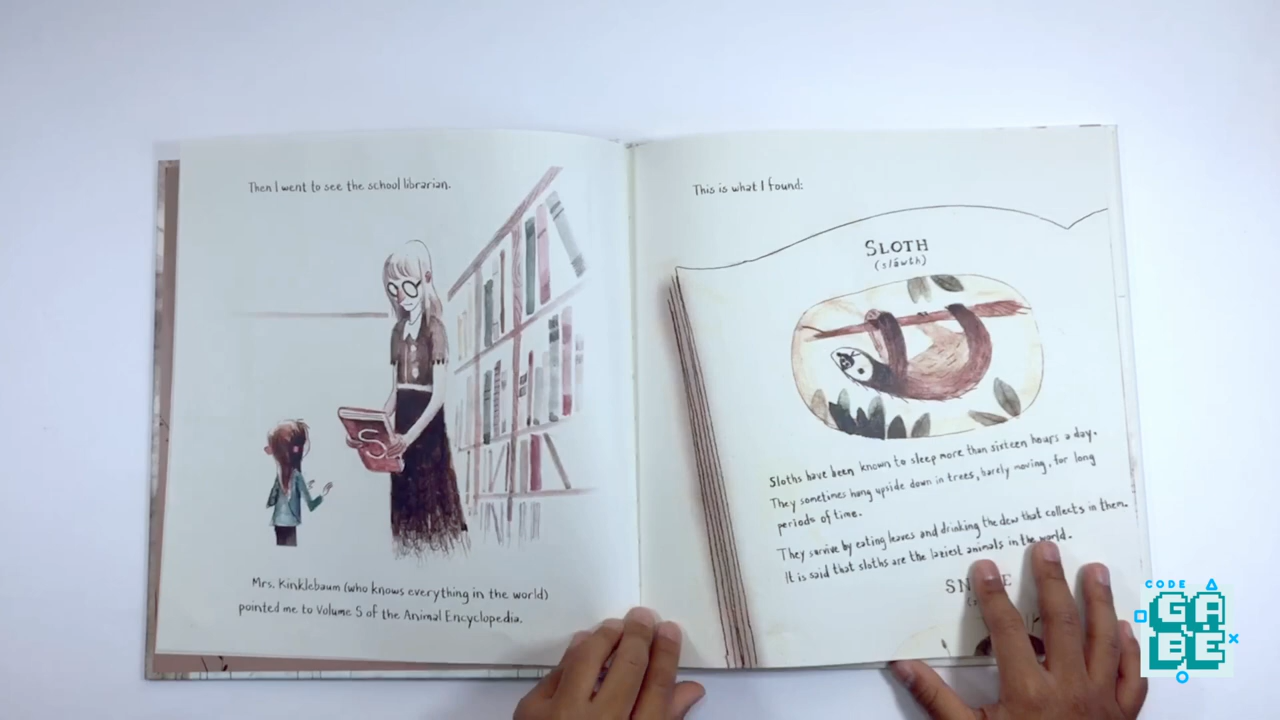 Then I went to see the school librarian.
S
Mrs. Kinklebaum (who knows everything in the world)
pointed me to Volume S of the Animal Encyclopedia.
This is what I found:
SLOTH
(slåwth)
Sloths have been known to sleep more than sixteen hours a day.
They sometimes hang upside down in trees, barely moving, for long
periods of time.
They survive by eating leaves and drinking the dew that collects in them.
It is said that sloths are the laziest animals in the world.
CODE
GA
BE